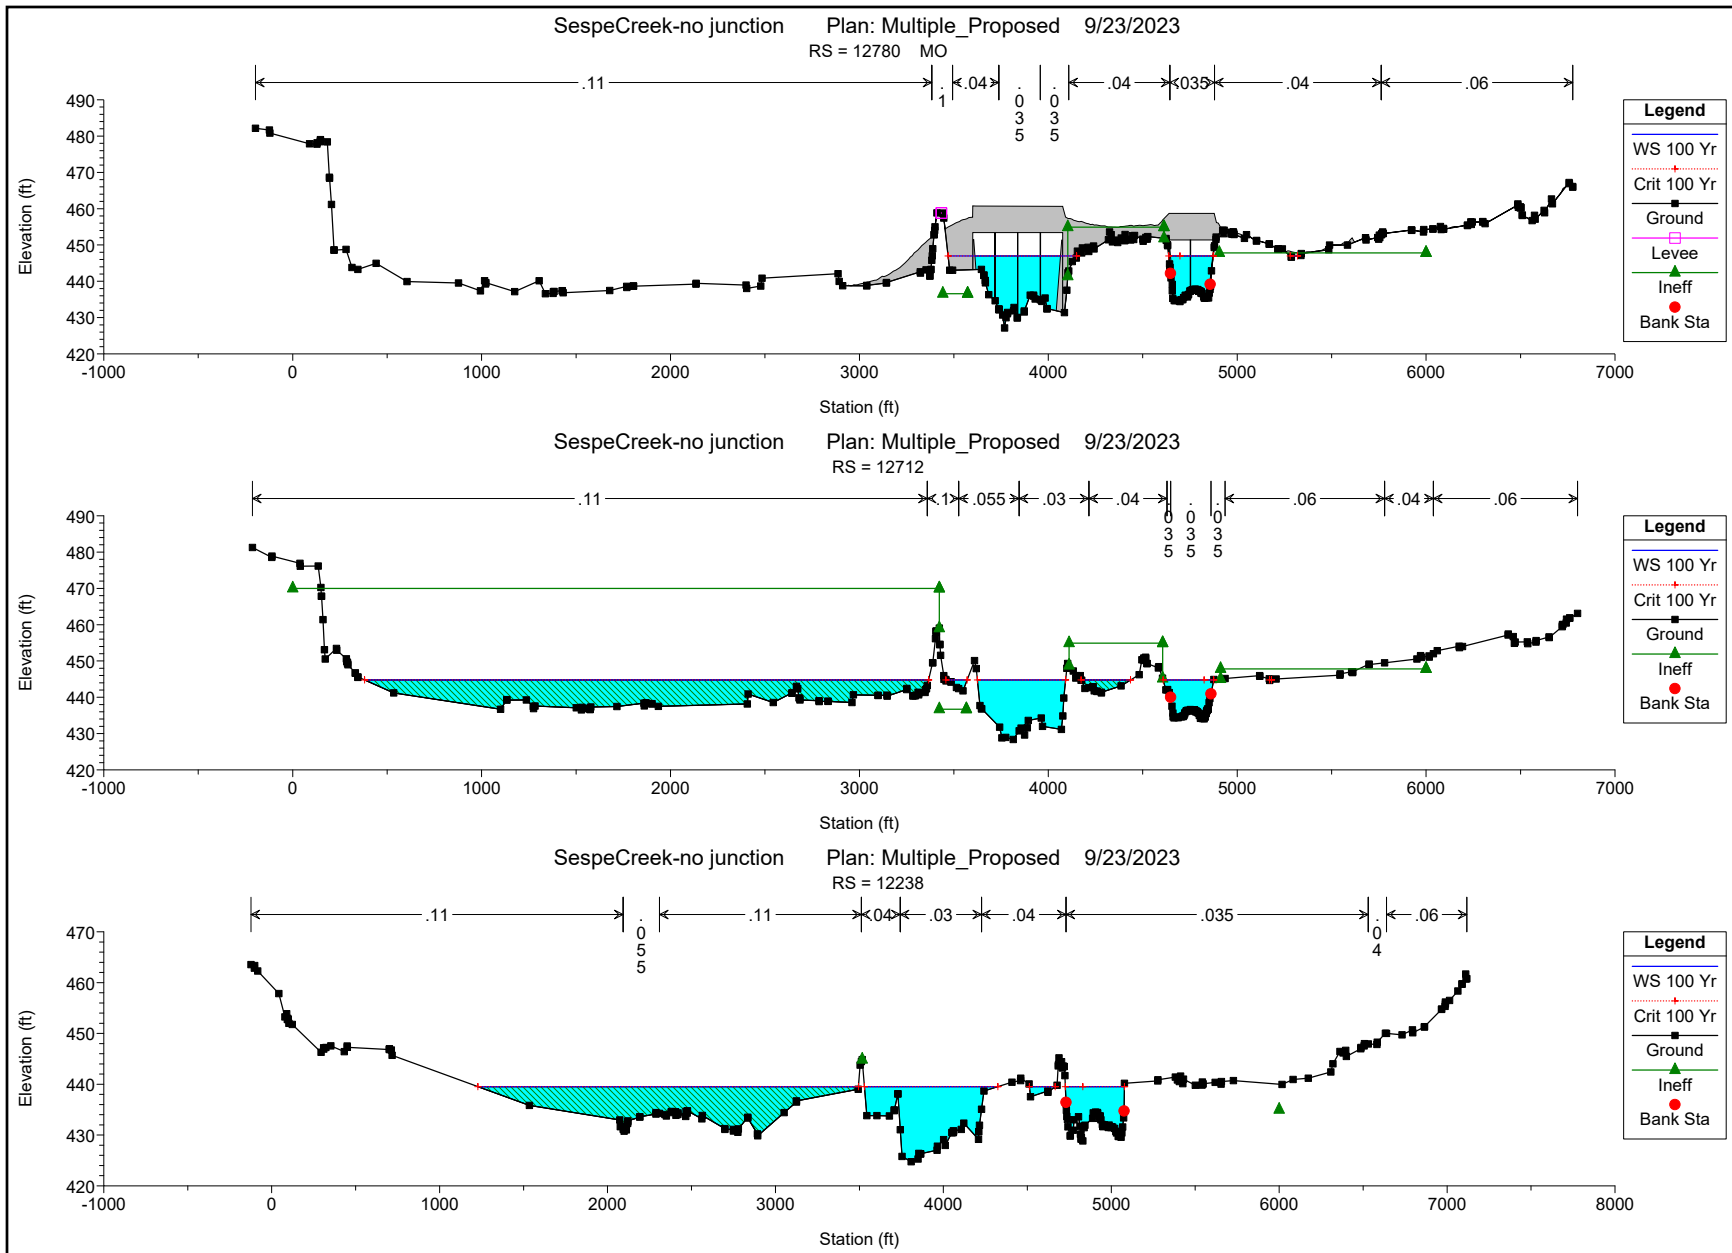 SespeCreek-no junction Plan: Multiple_Proposed 9/23/2023
RS = 12780 MO
.11 .1 .04 .035 .035 .04 .035 .04 .06
490
480
470
460
450
440
430
420
Elevation (ft)
-1000 0 1000 2000 3000 4000 5000 6000 7000
Station (ft)
Legend
WS 100 Yr
Crit 100 Yr
Ground
Levee
Ineff
Bank Sta
SespeCreek-no junction Plan: Multiple_Proposed 9/23/2023
RS = 12712
.11 .1 .055 .03 .04 .035 .035 .035 .06 .04 .06
490
480
470
460
450
440
430
420
Elevation (ft)
-1000 0 1000 2000 3000 4000 5000 6000 7000
Station (ft)
Legend
WS 100 Yr
Crit 100 Yr
Ground
Ineff
Bank Sta
SespeCreek-no junction Plan: Multiple_Proposed 9/23/2023
RS = 12238
.11 .055 .11 .04 .03 .04 .035 .04 .06
470
460
450
440
430
420
Elevation (ft)
-1000 0 1000 2000 3000 4000 5000 6000 7000 8000
Station (ft)
Legend
WS 100 Yr
Crit 100 Yr
Ground
Ineff
Bank Sta